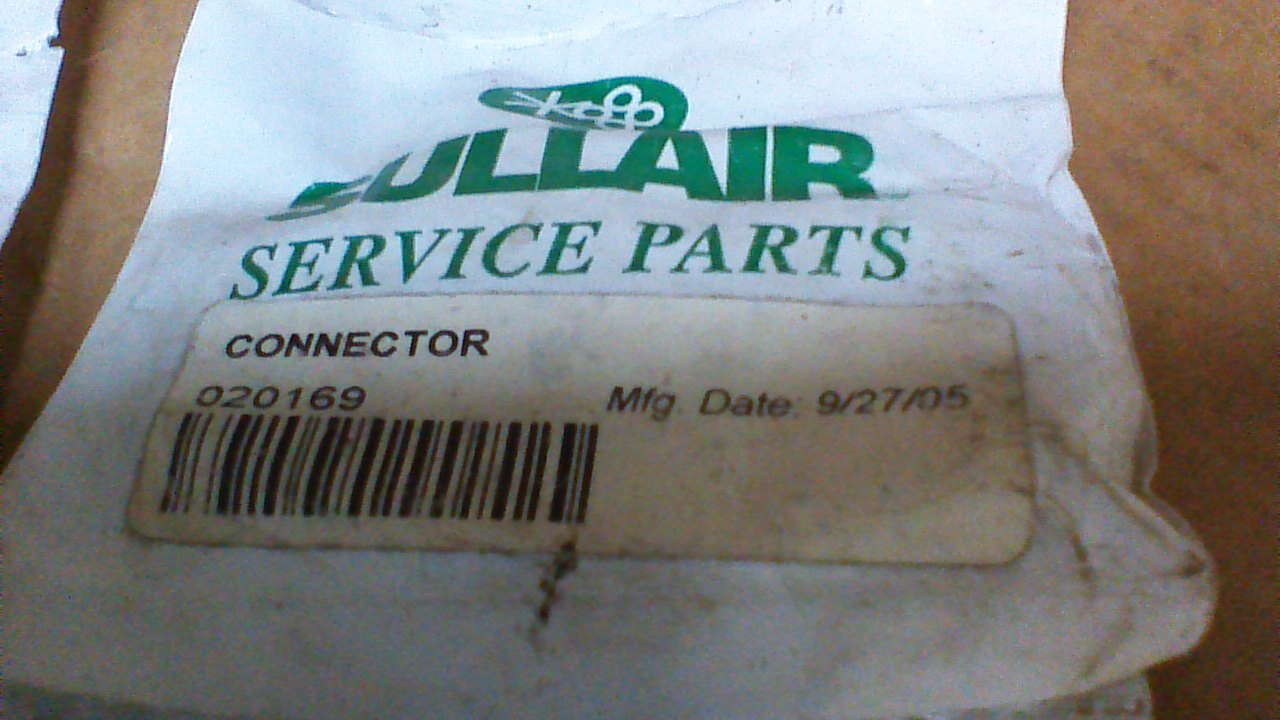 SULLAIR
SERVICE PARTS
CONNECTOR
020169
Mfg. Date: 9/27/05